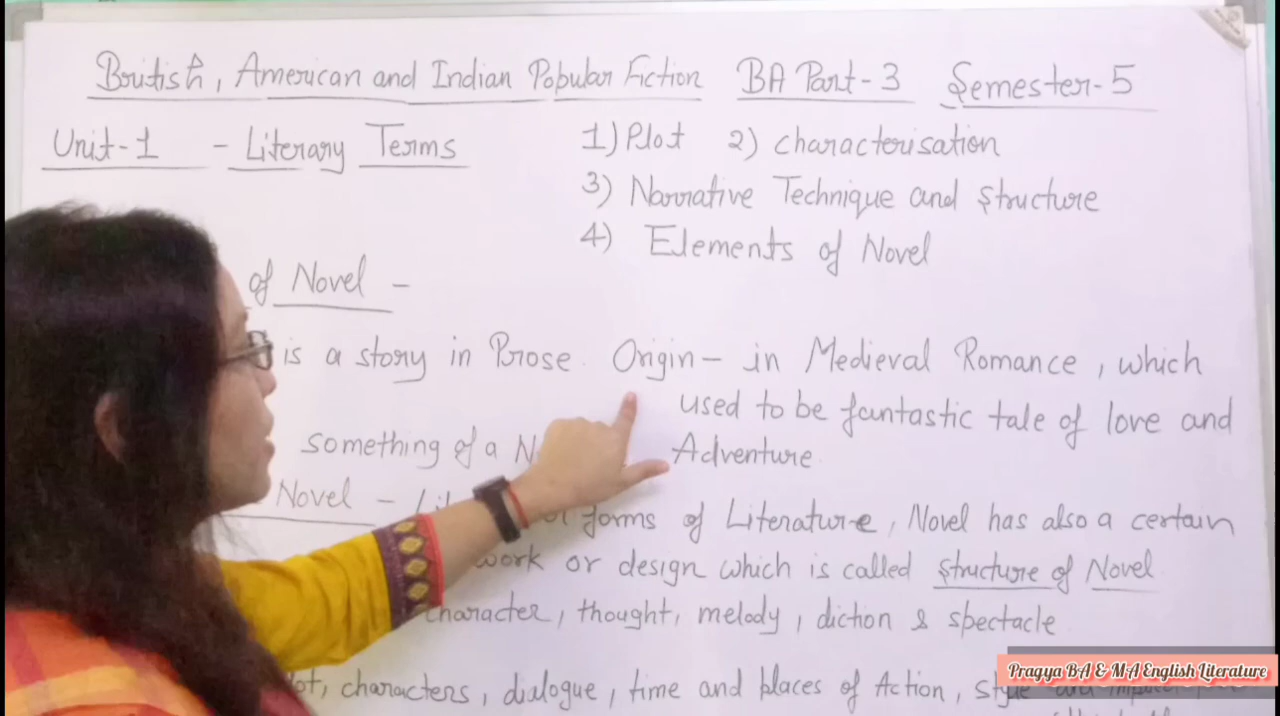 British, American and Indian Popular Fiction BA Part-3 Semester-5
Unit-1 - Literary Terms 1) Plot 2) Characterisation
3) Narrative Technique and Structure
4) Elements of Novel
of Novel -
is a story in Prose. Origin- in Medieval Romance, which
used to be fantastic tale of love and
something of a Adventure.
Novel - forms of Literature, Novel has also a certain
work or design which is called Structure of Novel
character, thought, melody, diction & spectacle
characters, dialogue, time and places of Action, style
Pragya BA & MA English Literature